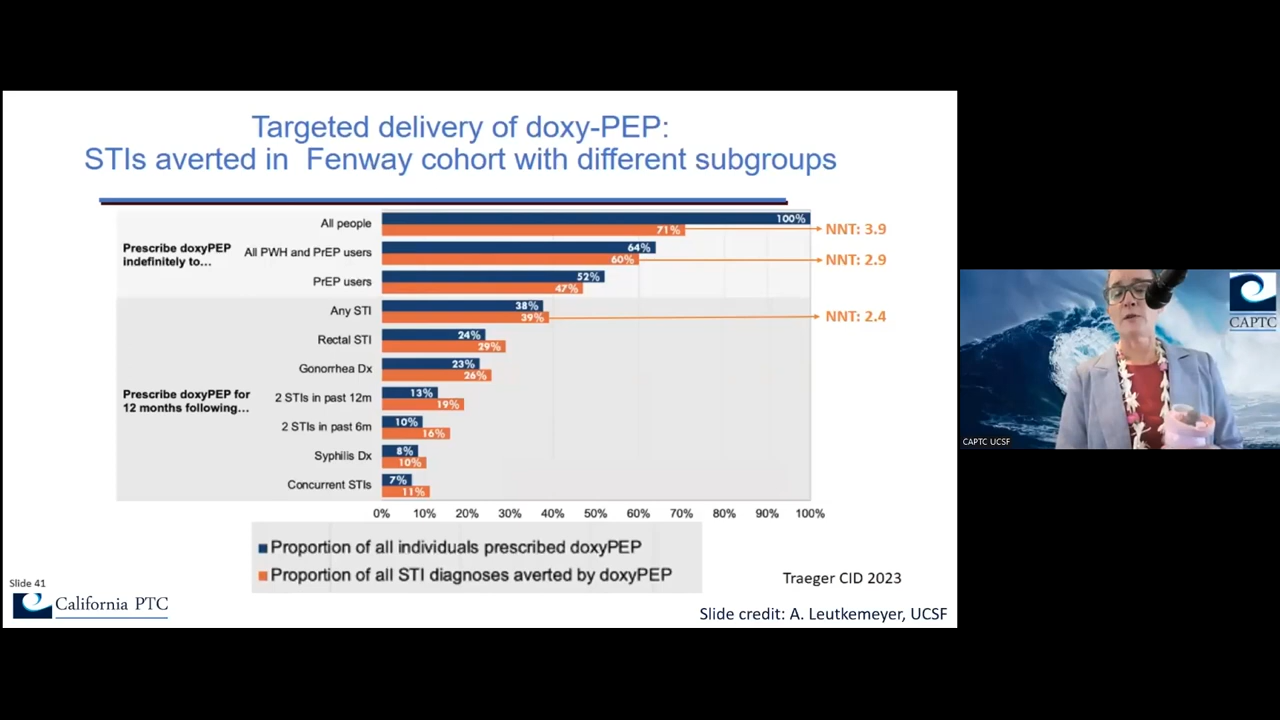 Targeted delivery of doxy-PEP:
STIs averted in Fenway cohort with different subgroups
Prescribe doxyPEP
indefinitely to...
All people
100%
71%
NNT: 3.9
All PWH and PrEP users
64%
60%
NNT: 2.9
PrEP users
52%
47%
Prescribe doxyPEP for
12 months following...
Any STI
38%
39%
NNT: 2.4
Rectal STI
24%
29%
Gonorrhea Dx
23%
26%
2 STIs in past 12m
13%
19%
2 STIs in past 6m
10%
16%
Syphilis Dx
8%
10%
Concurrent STIs
7%
11%
0% 10% 20% 30% 40% 50% 60% 70% 80% 90% 100%
Proportion of all individuals prescribed doxyPEP
Proportion of all STI diagnoses averted by doxyPEP
Slide 41
California PTC
Traeger CID 2023
Slide credit: A. Leutkemeyer, UCSF
CAPTC
CAPTC UCSF